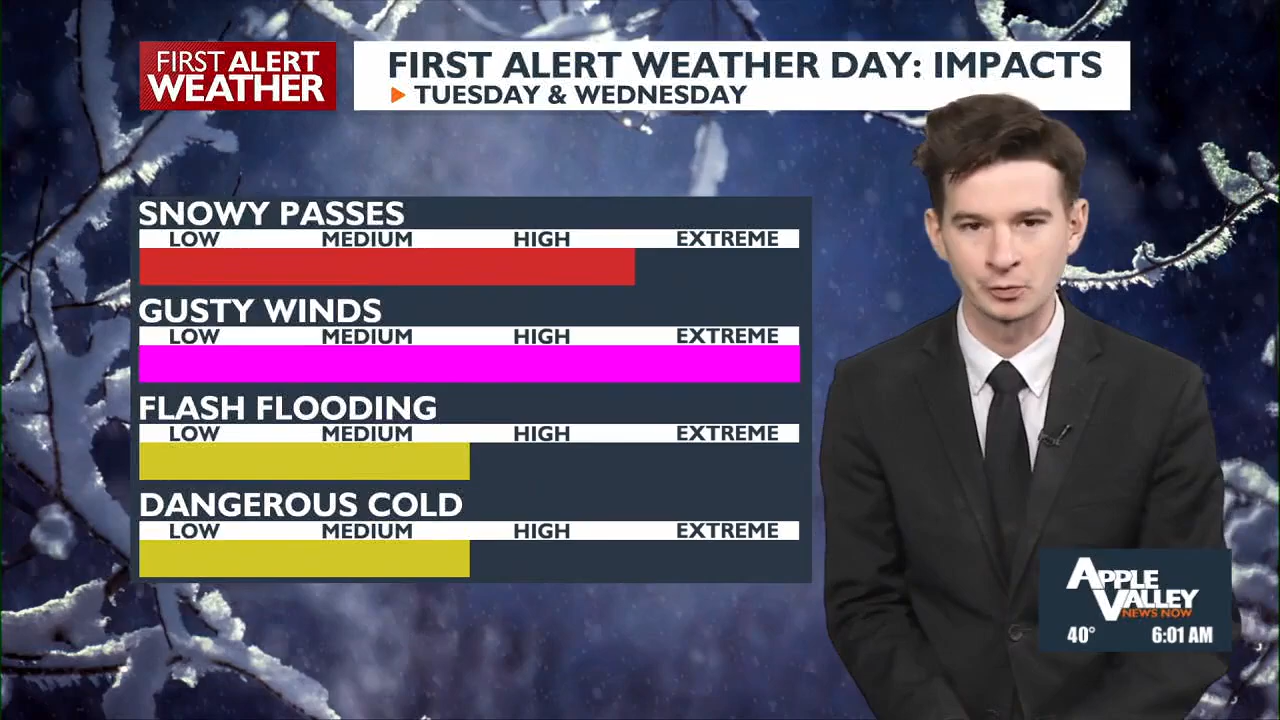 FIRST ALERT
WEATHER
FIRST ALERT WEATHER DAY: IMPACTS
TUESDAY & WEDNESDAY
SNOWY PASSES
LOW MEDIUM HIGH EXTREME
GUSTY WINDS
LOW MEDIUM HIGH EXTREME
FLASH FLOODING
LOW MEDIUM HIGH EXTREME
DANGEROUS COLD
LOW MEDIUM HIGH EXTREME
APPLE
VALLEY
NEWS NOW
40° 6:01 AM